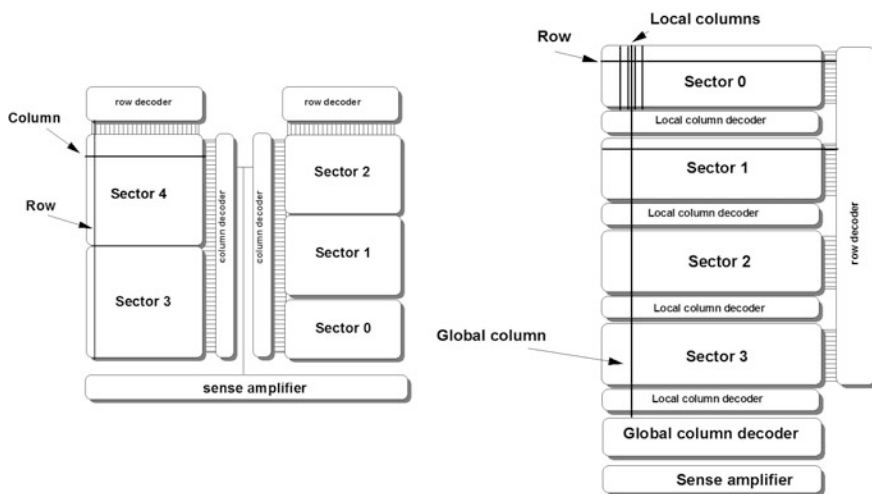 row decoder
row decoder
Column
Row
Sector 4
Sector 3
column decoder
column decoder
Sector 2
Sector 1
Sector 0
sense amplifier
Local columns
Row
Sector 0
Local column decoder
Sector 1
Local column decoder
Sector 2
Local column decoder
Global column
Sector 3
Local column decoder
row decoder
Global column decoder
Sense amplifier